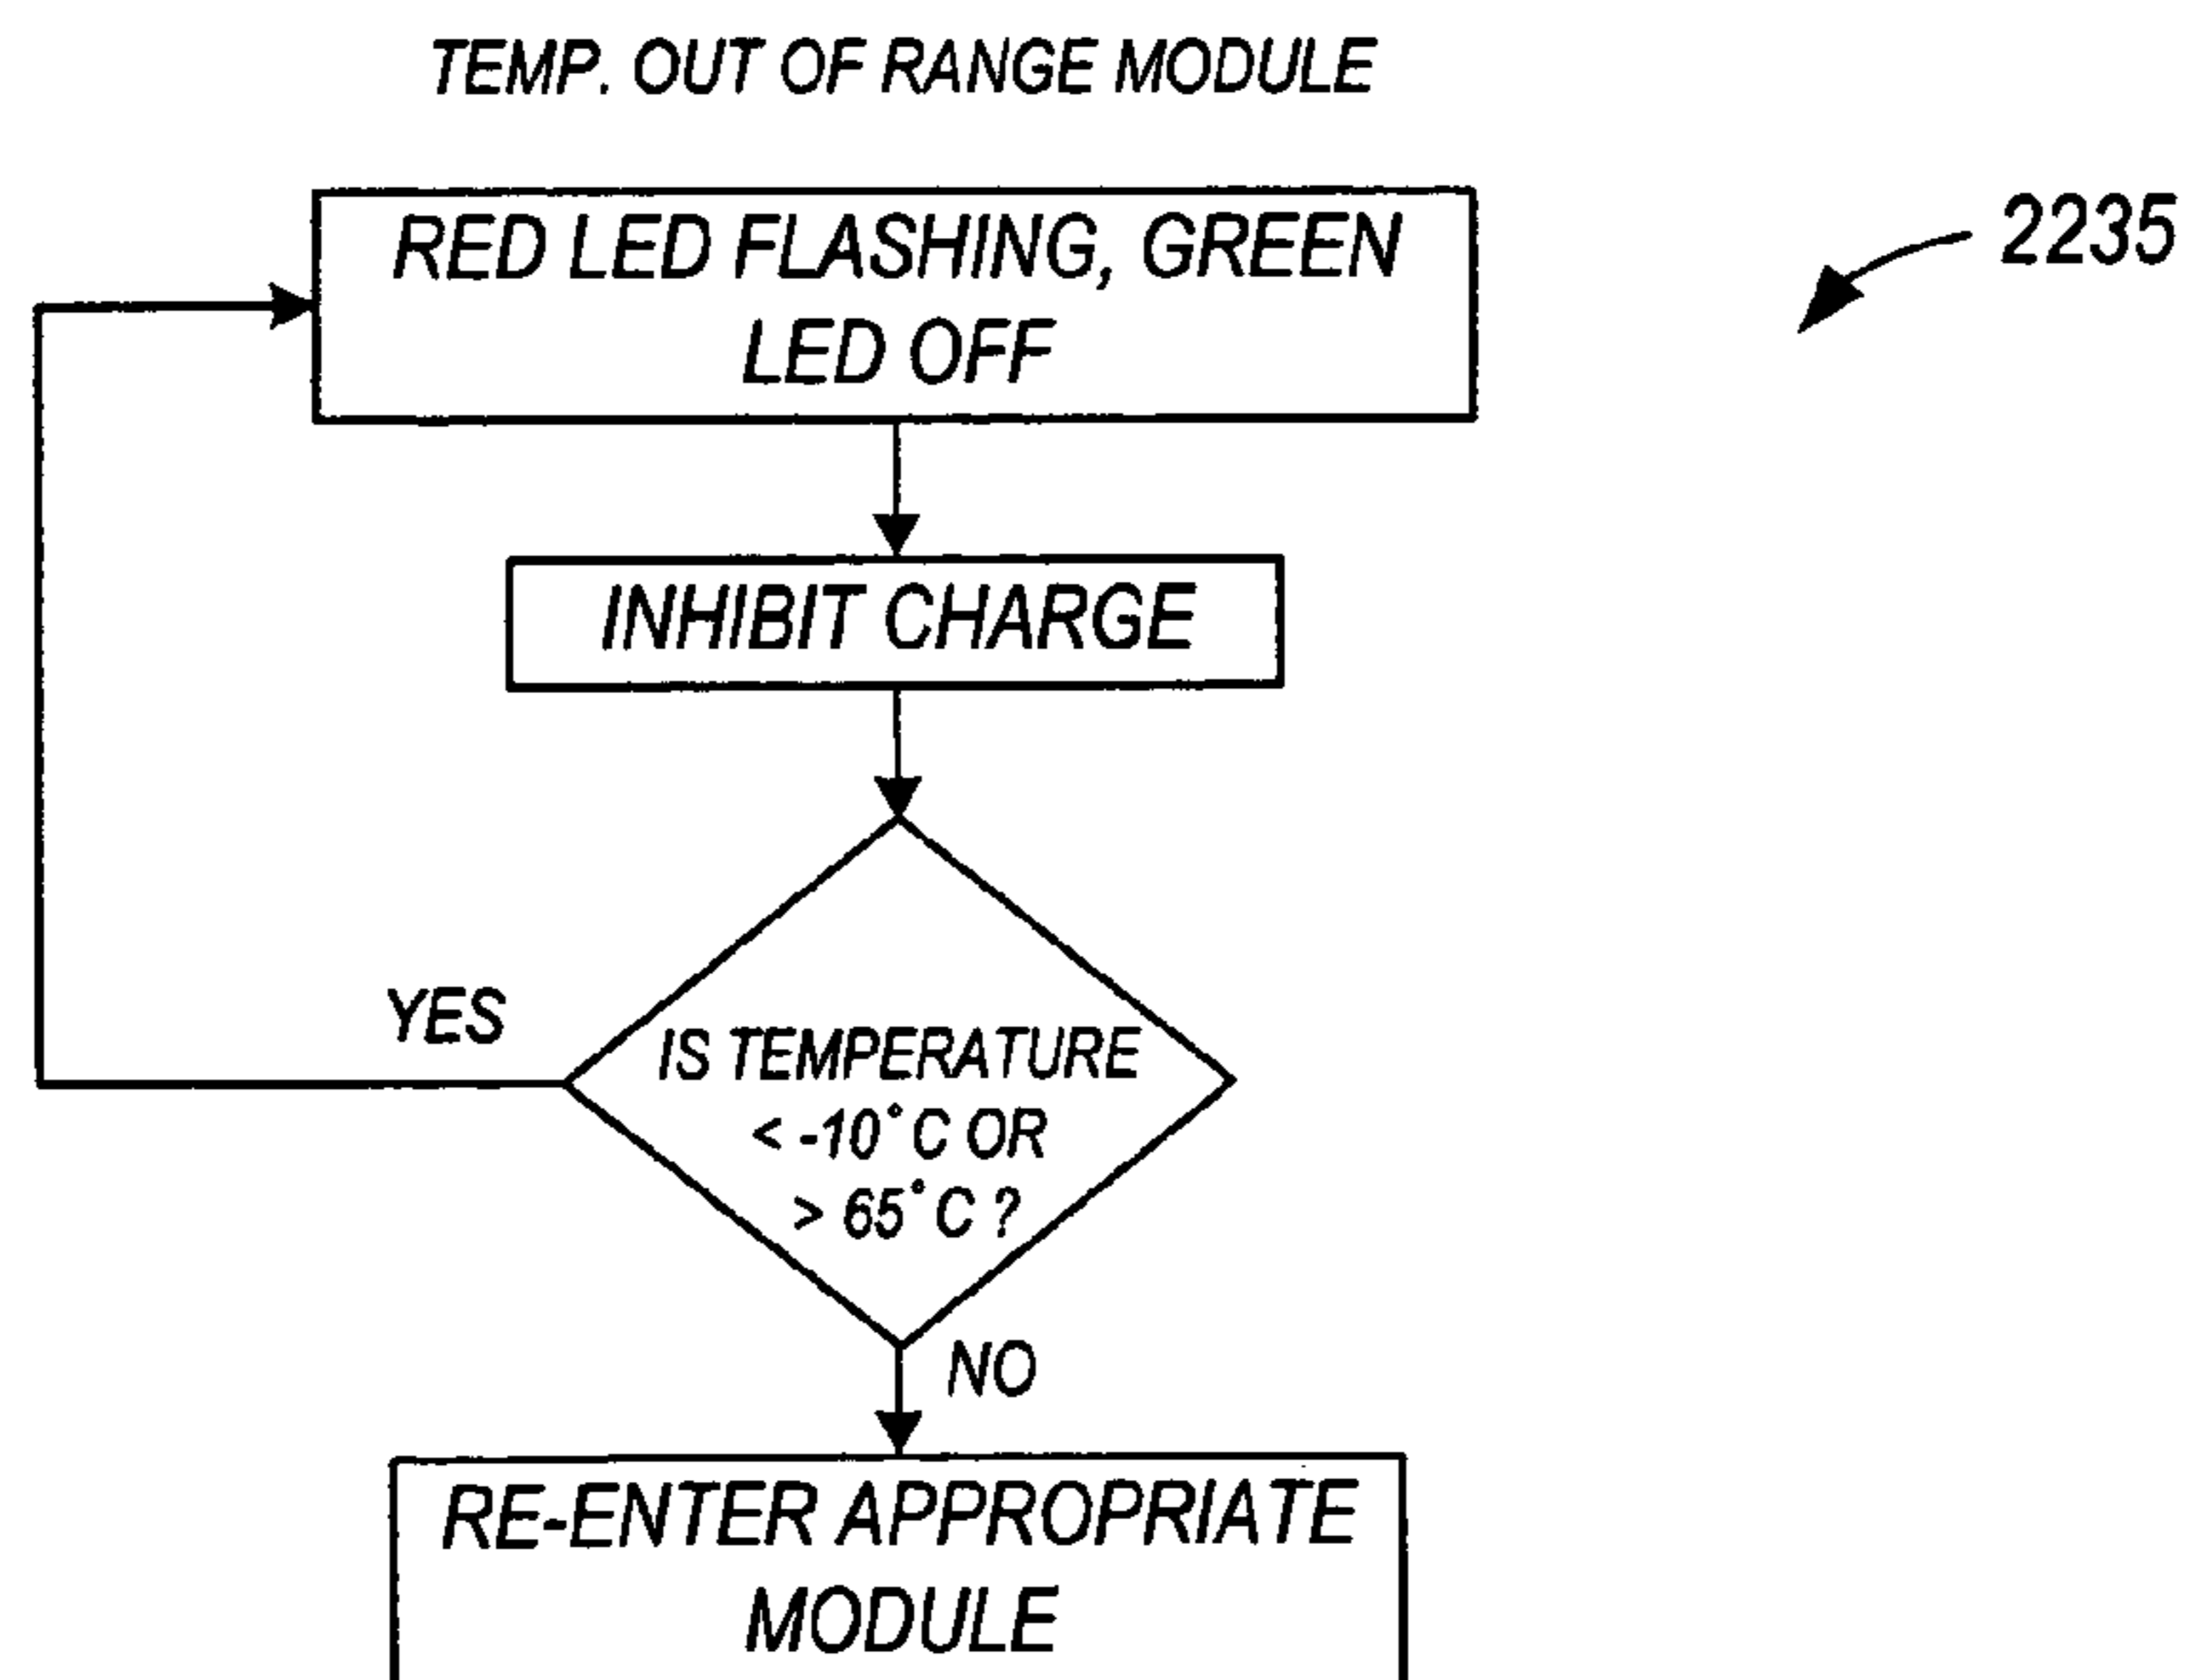 TEMP. OUT OF RANGE MODULE
RED LED FLASHING, GREEN
LED OFF
2235
INHIBIT CHARGE
YES
IS TEMPERATURE
< -10°C OR
> 65°C ?
NO
RE-ENTER APPROPRIATE
MODULE